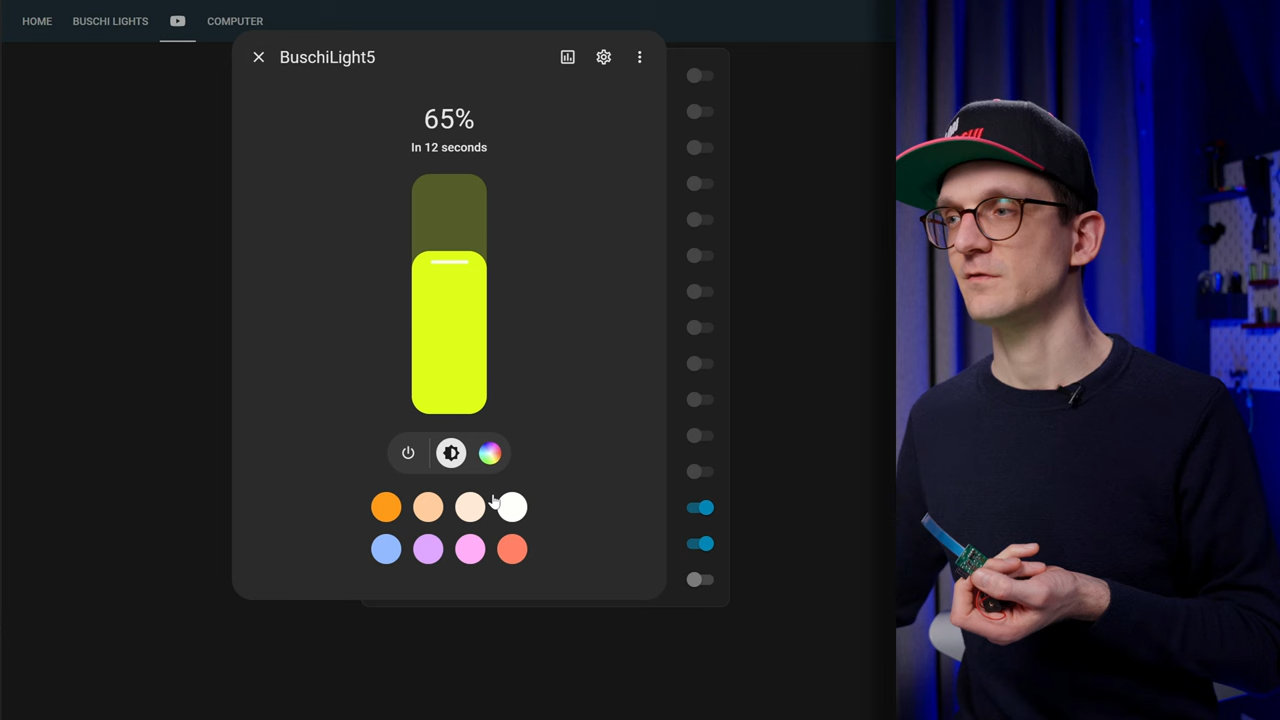 HOME
BUSCHI LIGHTS
COMPUTER
BuschiLight5
65%
In 12 seconds